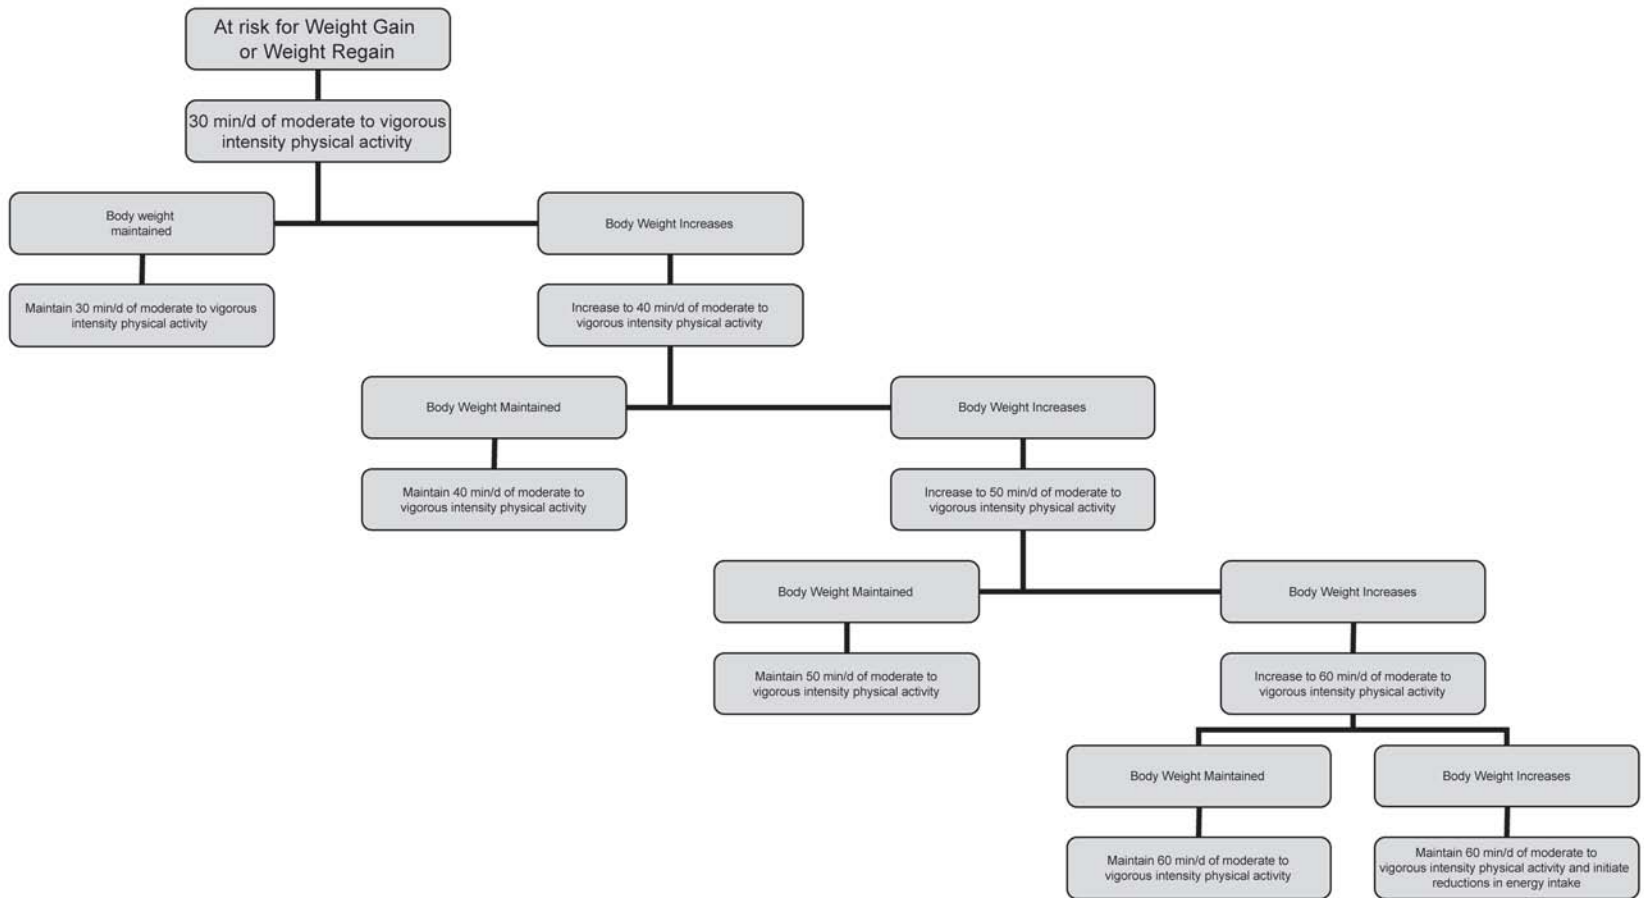 At risk for Weight Gain
or Weight Regain
30 min/d of moderate to vigorous
intensity physical activity
Body weight
maintained
Body Weight Increases
Maintain 30 min/d of moderate to vigorous
intensity physical activity
Increase to 40 min/d of moderate to
vigorous intensity physical activity
Body Weight Maintained
Body Weight Increases
Maintain 40 min/d of moderate to
vigorous intensity physical activity
Increase to 50 min/d of moderate to
vigorous intensity physical activity
Body Weight Maintained
Body Weight Increases
Maintain 50 min/d of moderate to
vigorous intensity physical activity
Increase to 60 min/d of moderate to
vigorous intensity physical activity
Body Weight Maintained
Body Weight Increases
Maintain 60 min/d of moderate to
vigorous intensity physical activity
Maintain 60 min/d of moderate to
vigorous intensity physical activity and initiate
reductions in energy intake